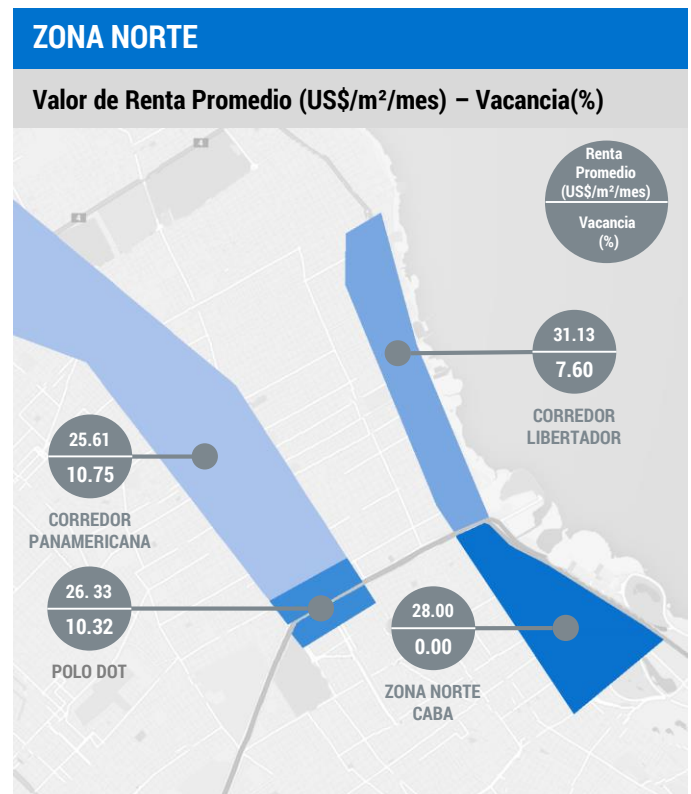 ZONA NORTE
Valor de Renta Promedio (US$/m²/mes) – Vacancia(%)
4
4
Renta
Promedio
(US$/m²/mes)
Vacancia
(%)
31.13
7.60
CORREDOR
LIBERTADOR
25.61
10.75
CORREDOR
PANAMERICANA
26. 33
10.32
POLO DOT
28.00
0.00
ZONA NORTE
CABA